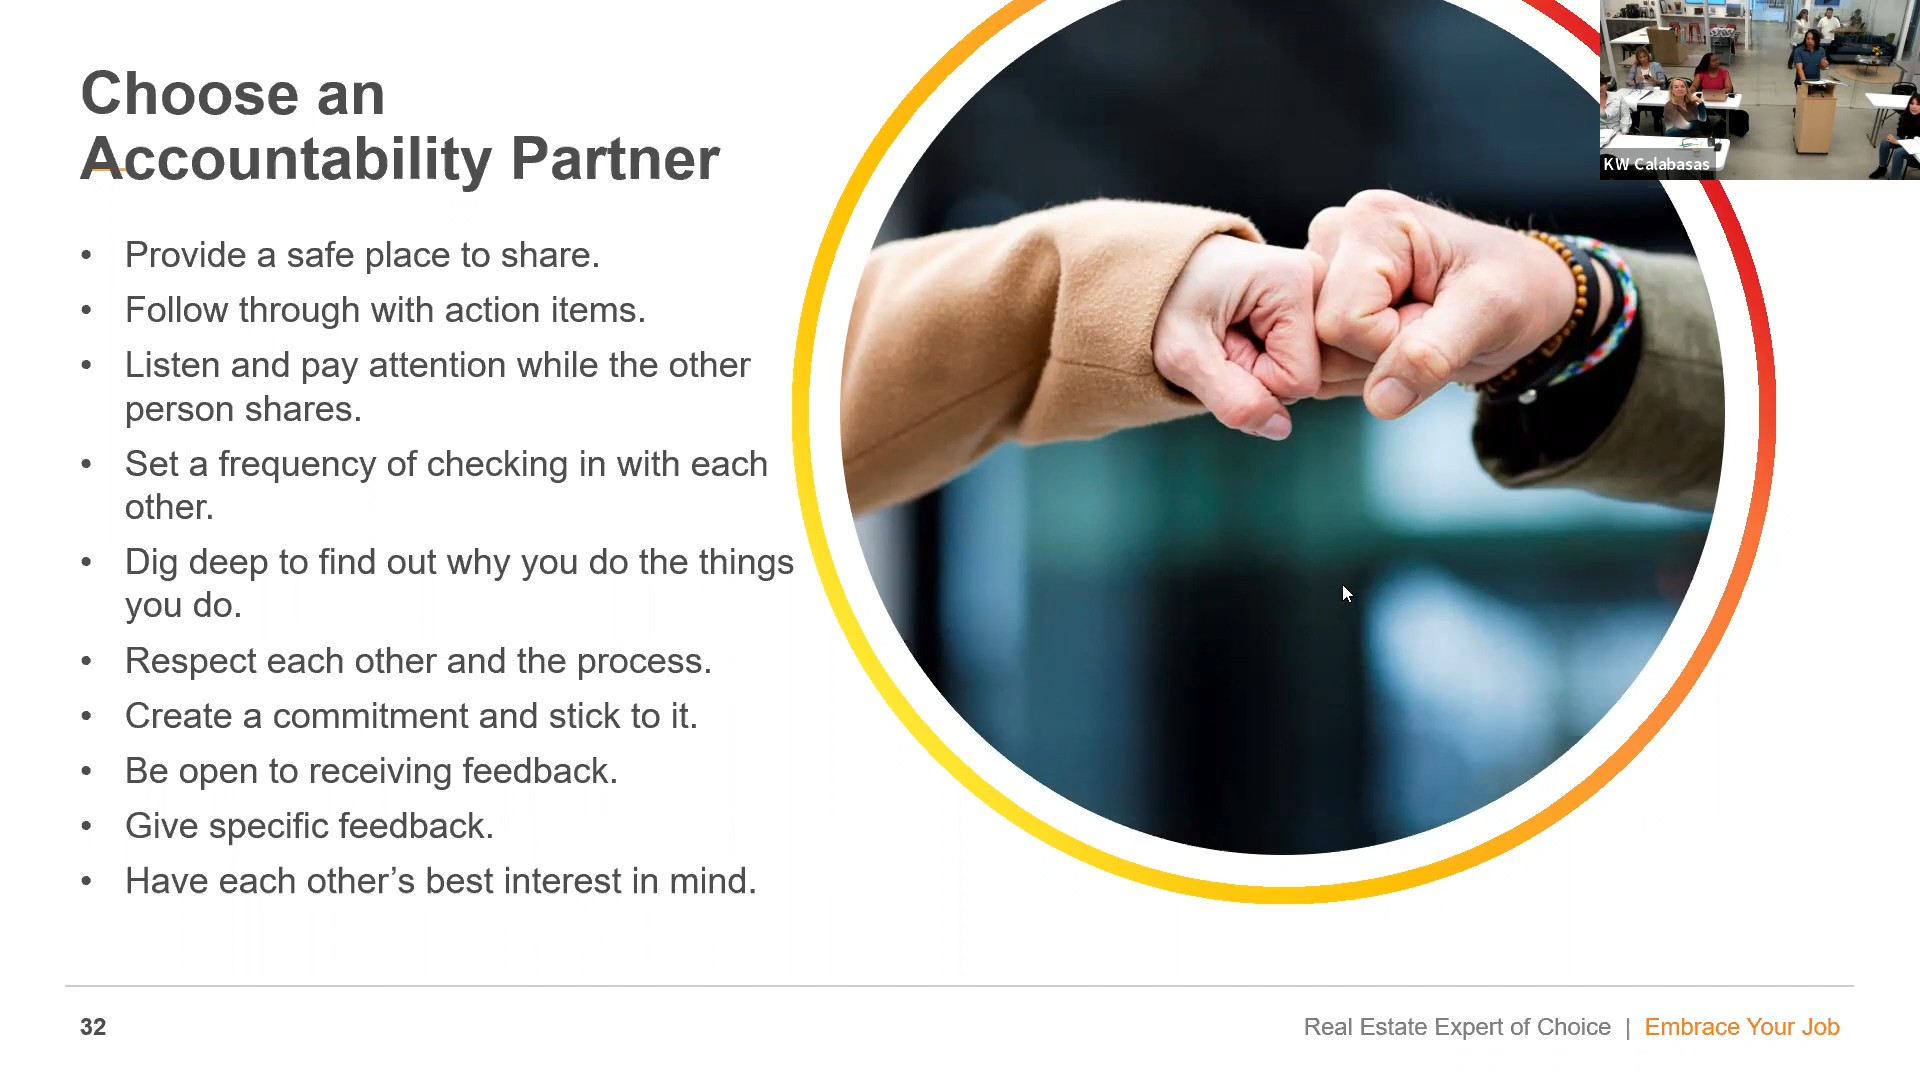 Choose an
Accountability Partner
• Provide a safe place to share.
• Follow through with action items.
• Listen and pay attention while the other
person shares.
• Set a frequency of checking in with each
other.
• Dig deep to find out why you do the things
you do.
• Respect each other and the process.
• Create a commitment and stick to it.
• Be open to receiving feedback.
• Give specific feedback.
• Have each other’s best interest in mind.
KW Calabasas
32
Real Estate Expert of Choice | Embrace Your Job